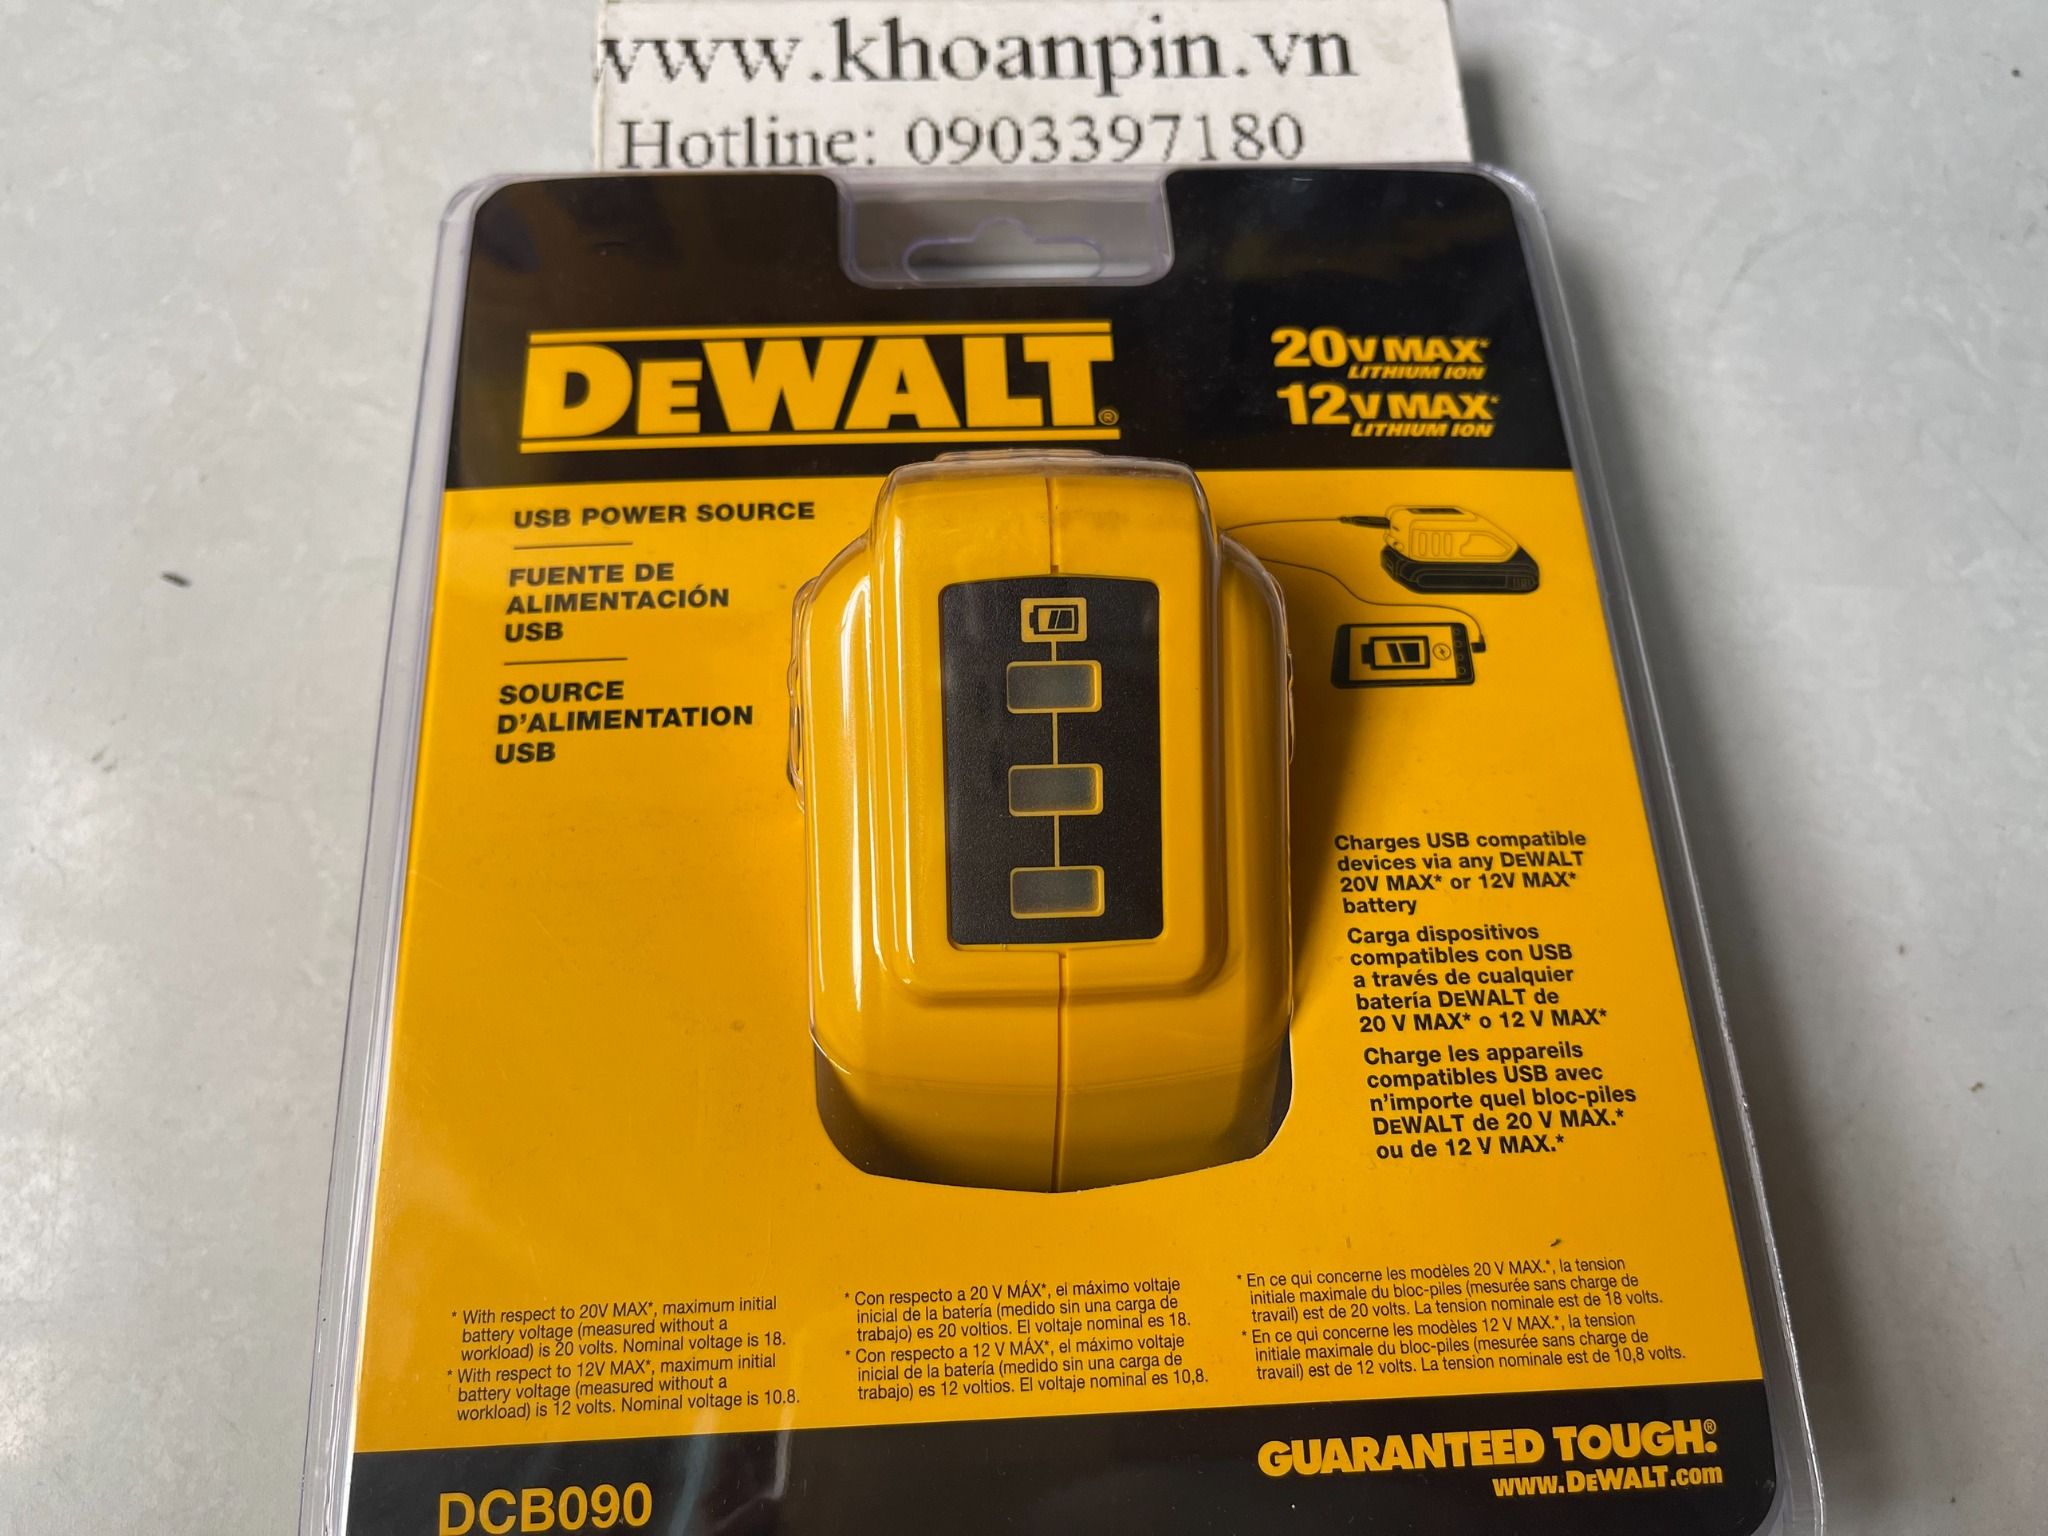 www.khoanpin.vn
Hotline: 0903397180
DEWALT®
20V MAX*
LITHIUM ION
12V MAX*
LITHIUM ION
USB POWER SOURCE
FUENTE DE
ALIMENTACIÓN
USB
SOURCE
D'ALIMENTATION
USB
Charges USB compatible
devices via any DEWALT
20V MAX* or 12V MAX*
battery
Carga dispositivos
compatibles con USB
a través de cualquier
batería DEWALT de
20 V MAX* o 12 V MAX*
Charge les appareils
compatibles USB avec
n'importe quel bloc-piles
DEWALT de 20 V MAX.*
ou de 12 V MAX.*
* With respect to 20V MAX*, maximum initial
battery voltage (measured without a
workload) is 20 volts. Nominal voltage is 18.
* With respect to 12V MAX*, maximum initial
battery voltage (measured without a
workload) is 12 volts. Nominal voltage is 10.8.
* Con respecto a 20 V MÁX*, el máximo voltaje
inicial de la batería (medido sin una carga de
trabajo) es 20 voltios. El voltaje nominal es 18.
* Con respecto a 12 V MÁX*, el máximo voltaje
inicial de la batería (medido sin una carga de
trabajo) es 12 voltios. El voltaje nominal es 10,8.
* En ce qui concerne les modèles 20 V MAX.*, la tension
initiale maximale du bloc-piles (mesurée sans charge de
travail) est de 20 volts. La tension nominale est de 18 volts.
* En ce qui concerne les modèles 12 V MAX.*, la tension
initiale maximale du bloc-piles (mesurée sans charge de
travail) est de 12 volts. La tension nominale est de 10,8 volts.
GUARANTEED TOUGH.®
www.DEWALT.com
DCB090